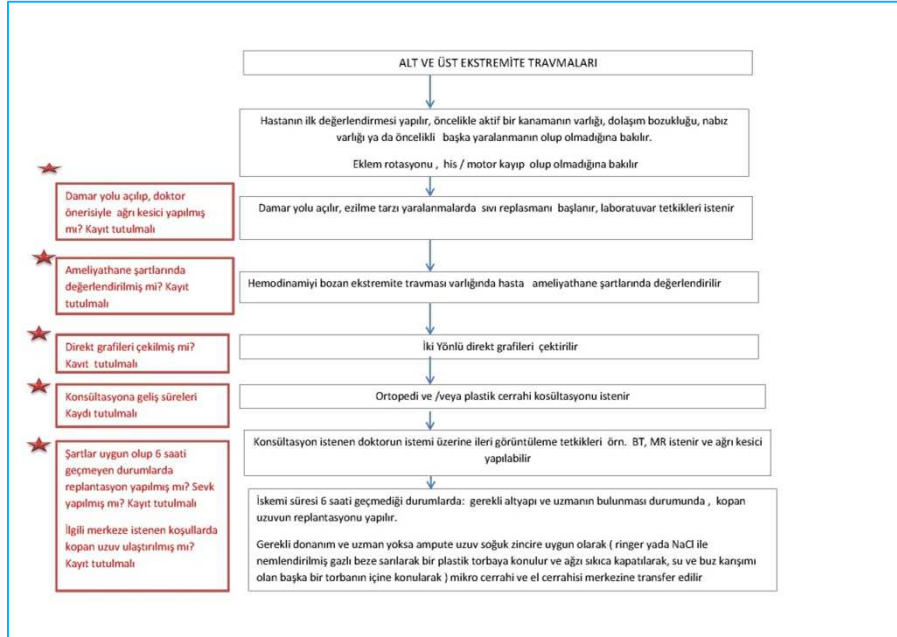 ALT VE ÜST EKSTREMİTE TRAVMALARI
Hastanın ilk değerlendirmesi yapılır, öncelikle aktif bir kanamanın varlığı, dolaşım bozukluğu, nabız
varlığı ya da öncelikli başka yaralanmanın olup olmadığına bakılır.
Eklem rotasyonu , his / motor kayıp olup olmadığına bakılır
Damar yolu açılıp, doktor
önerisiyle ağrı kesici yapılmış
mı? Kayıt tutulmalı
Damar yolu açılır, ezilme tarzı yaralanmalarda sıvı replasmanı başlanır, laboratuvar tetkikleri istenir
Ameliyathane şartlarında
değerlendirilmiş mi? Kayıt
tutulmalı
Hemodinamiyi bozan ekstremite travması varlığında hasta ameliyathane şartlarında değerlendirilir
Direkt grafileri çekilmiş mi?
Kavıt tutulmalı
İki Yönlü direkt grafileri çektirilir
Konsültasyona geliş süreleri
Kaydı tutulmalı
Ortopedi ve /veya plastik cerrahi kosültasyonu istenir
Konsültasyon istenen doktorun istemi üzerine ileri görüntüleme tetkikleri örn. BT, MR istenir ve ağrı kesici
yapılabilir
Şartlar uygun olup 6 saati
geçmeyen durumlarda
replantasyon yapılmış mı? Sevk
yapılmış mı? Kayıt tutulmalı
İlgili merkeze istenen koşullarda
kopan uzuv ulaştırılmış mı?
Kayıt tutulmalı
İskemi süresi 6 saati geçmediği durumlarda: gerekli altyapı ve uzmanın bulunması durumunda , kopan
uzuvun replantasyonu yapılır.
Gerekli donanım ve uzman yoksa ampute uzuv soğuk zincire uygun olarak ( ringer yada NaCl ile
nemlendirilmiş gazlı beze sarılarak bir plastik torbaya konulur ve ağzı sıkıca kapatılarak, su ve buz karışımı
olan başka bir torbanın içine konularak ) mikro cerrahi ve el cerrahisi merkezine transfer edilir